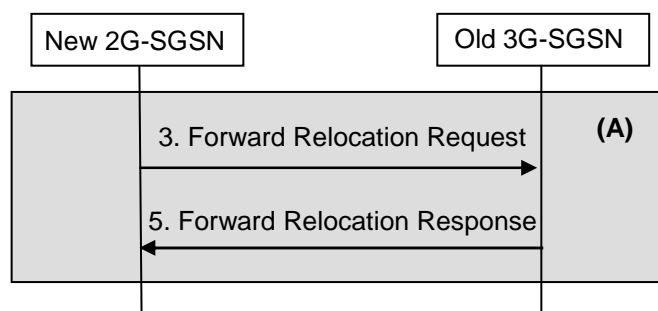 New 2G-SGSN
Old 3G-SGSN
(A)
3. Forward Relocation Request
5. Forward Relocation Response